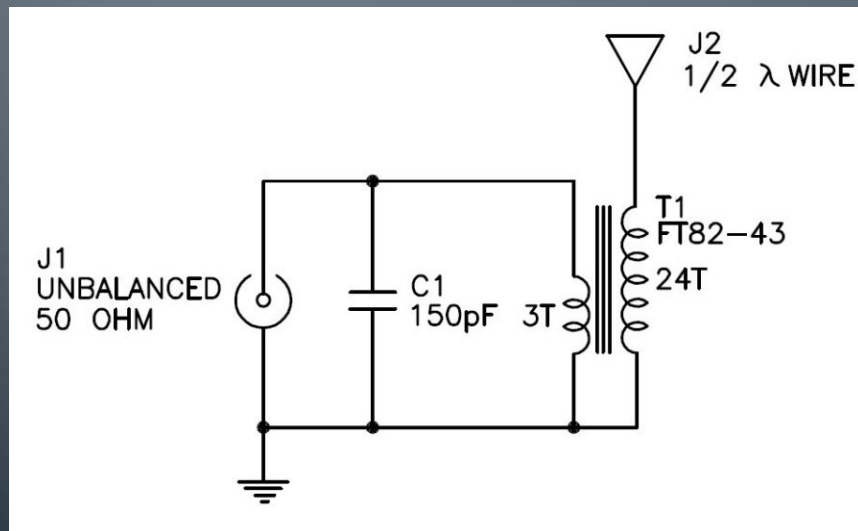 J2
1/2 λ WIRE
T1
FT82-43
24T
J1
UNBALANCED
50 OHM
C1
150pF
3T